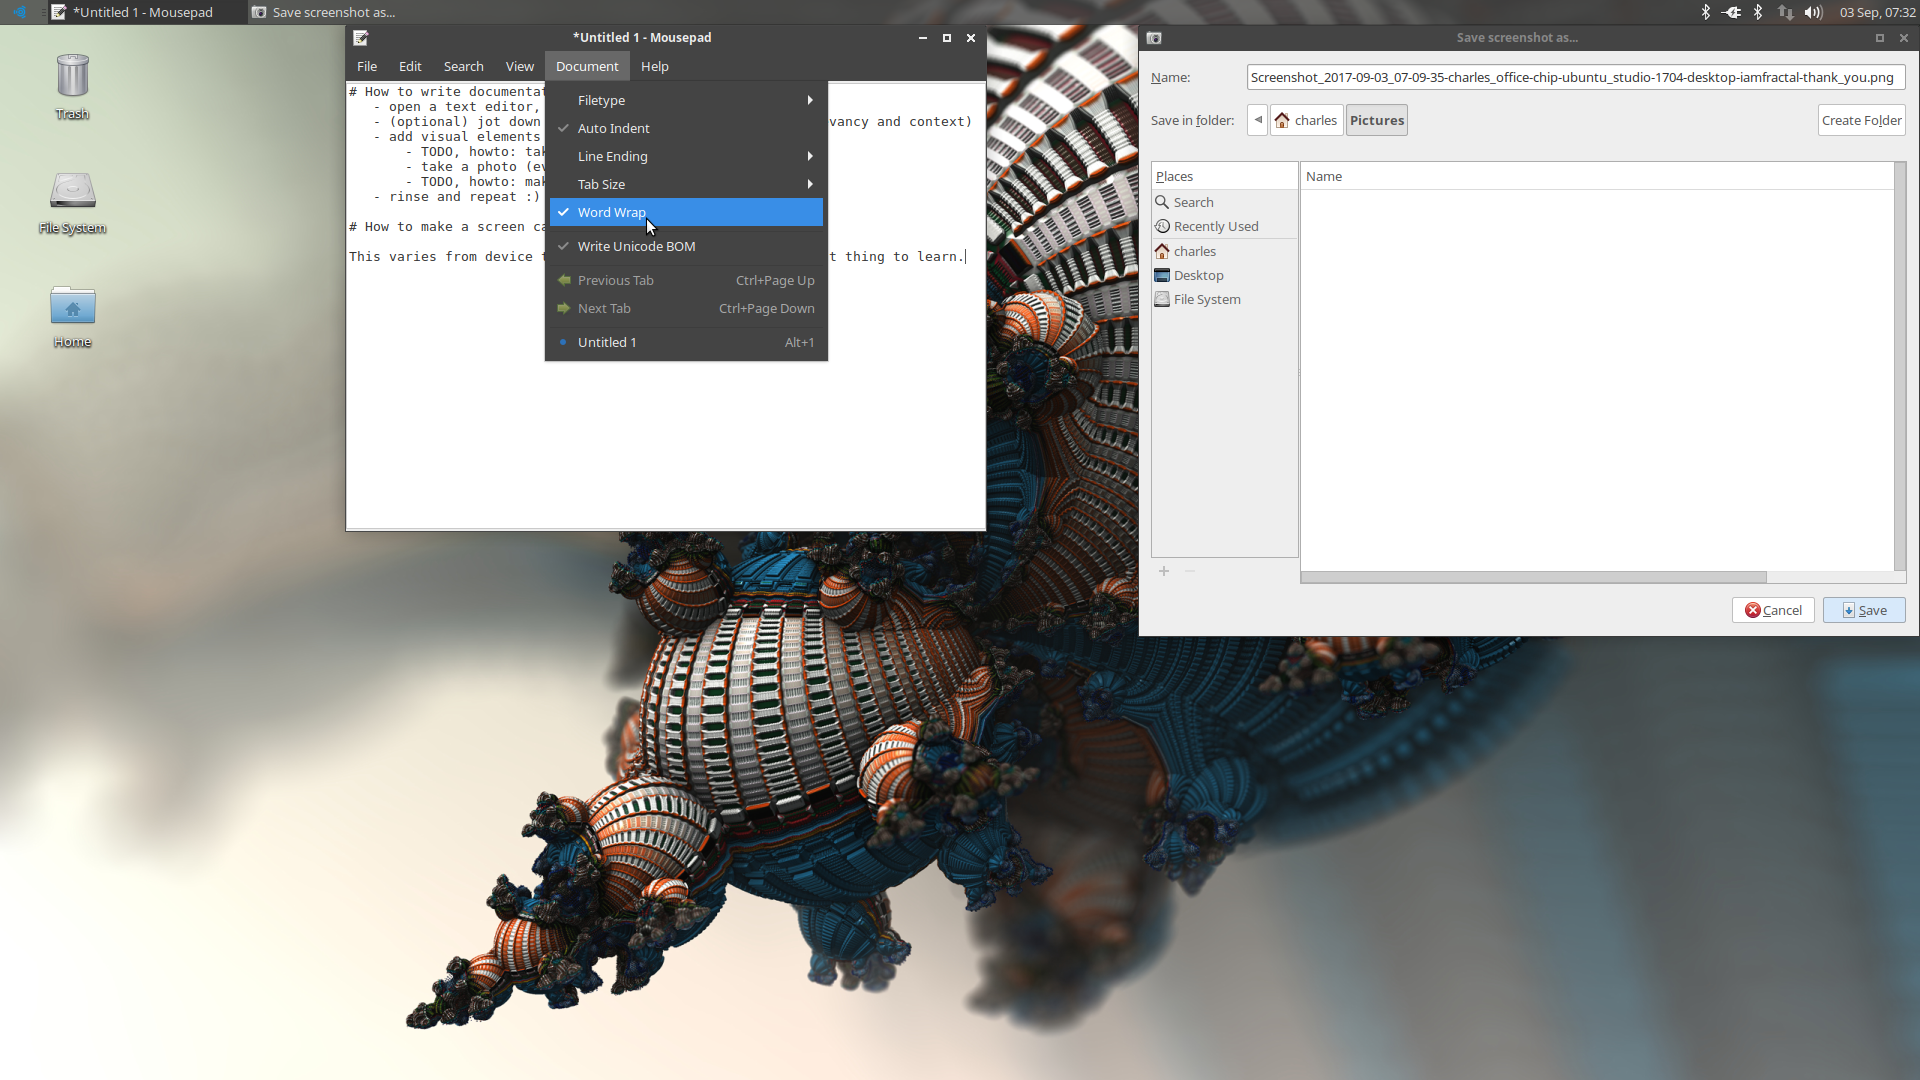 *Untitled 1 - Mousepad
Save screenshot as...
03 Sep, 07:32
Trash
File System
Home
*Untitled 1 - Mousepad
File Edit Search View Document Help
# How to write documentat
- open a text editor,
- (optional) jot down vancy and context)
- add visual elements
- TODO, howto: tak
- take a photo (ev
- TODO, howto: mak
- rinse and repeat :)
# How to make a screen ca
This varies from device t t thing to learn.
Filetype
Auto Indent
Line Ending
Tab Size
Word Wrap
Write Unicode BOM
Previous Tab Ctrl+Page Up
Next Tab Ctrl+Page Down
Untitled 1 Alt+1
Save screenshot as...
Name: Screenshot_2017-09-03_07-09-35-charles_office-chip-ubuntu_studio-1704-desktop-iamfractal-thank_you.png
Save in folder: charles Pictures Create Folder
Places
Search
Recently Used
charles
Desktop
File System
Name
Cancel Save